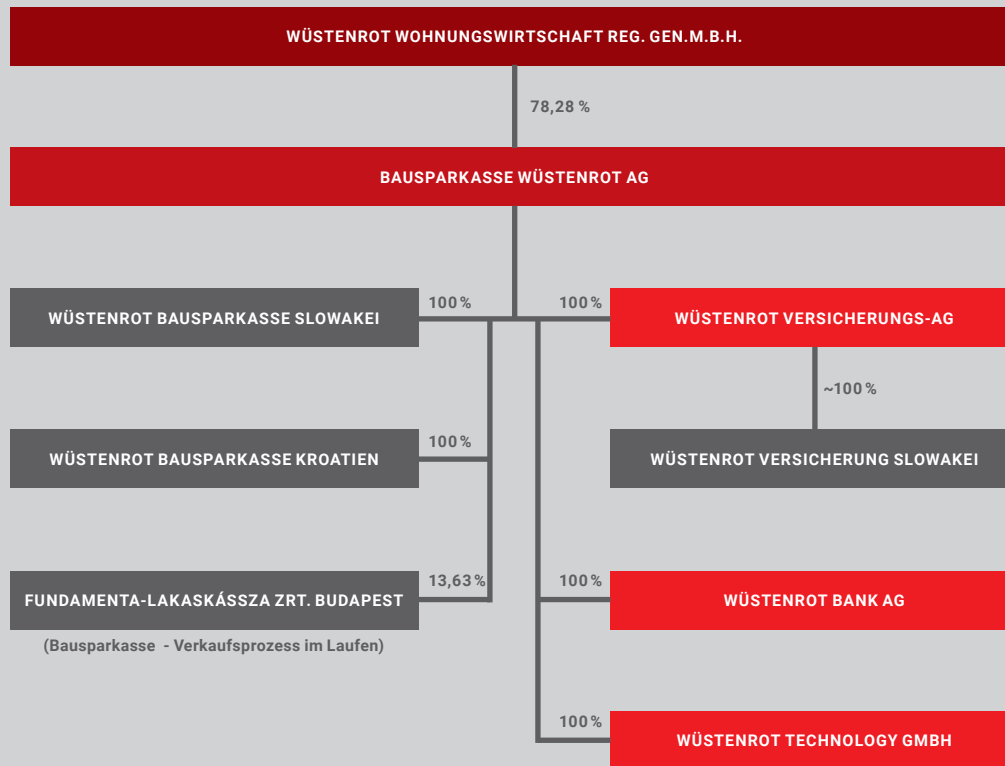 WÜSTENROT WOHNUNGSWIRTSCHAFT REG. GEN.M.B.H.
78,28 %
BAUSPARKASSE WÜSTENROT AG
100 %
100 %
WÜSTENROT BAUSPARKASSE SLOWAKEI
WÜSTENROT VERSICHERUNGS-AG
~100 %
100 %
WÜSTENROT BAUSPARKASSE KROATIEN
WÜSTENROT VERSICHERUNG SLOWAKEI
13,63 %
100 %
FUNDAMENTA-LAKASKÁSSZA ZRT. BUDAPEST
WÜSTENROT BANK AG
(Bausparkasse - Verkaufsprozess im Laufen)
100 %
WÜSTENROT TECHNOLOGY GMBH